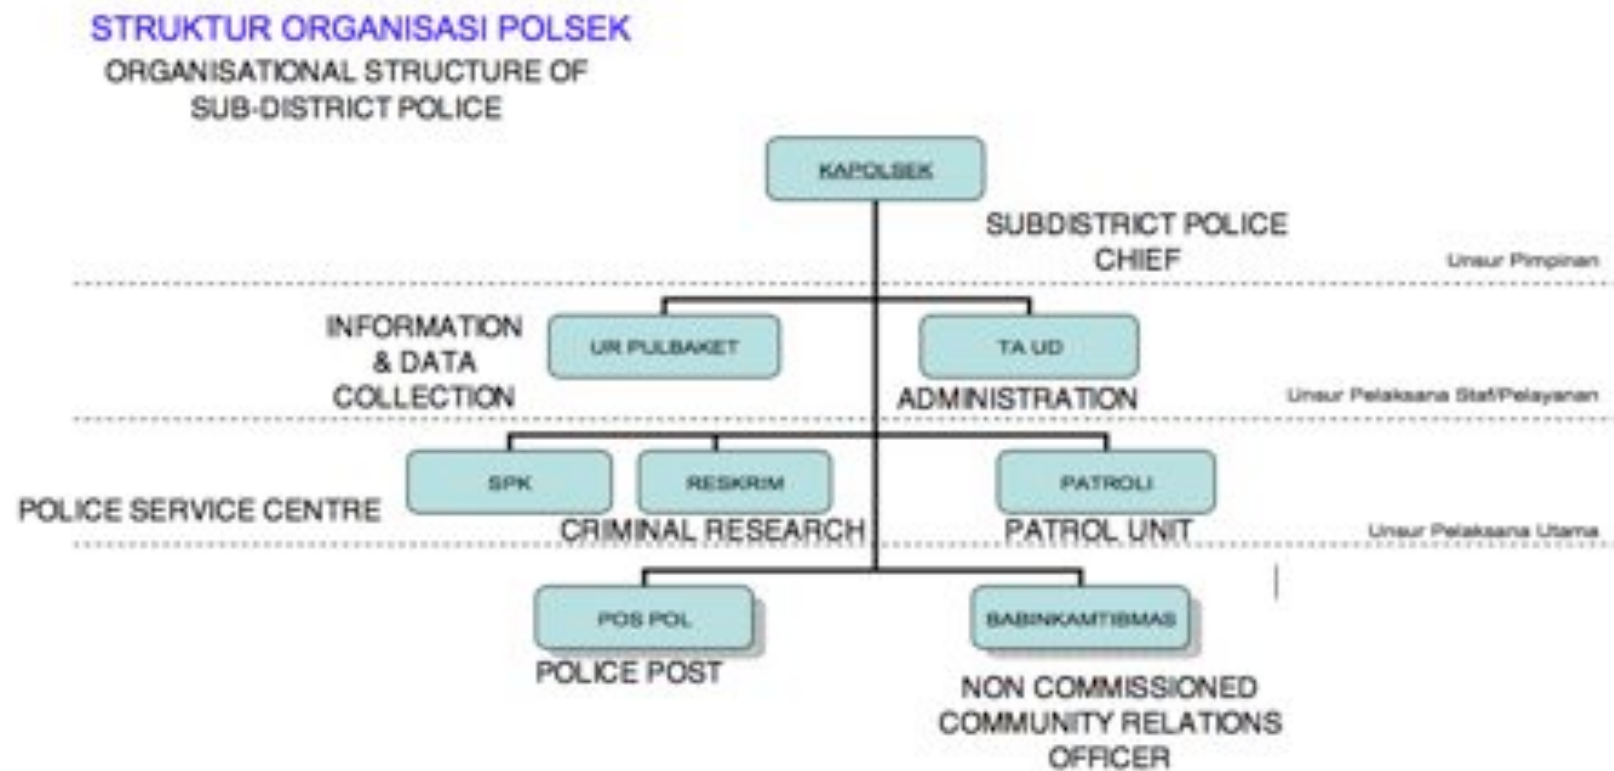 STRUKTUR ORGANISASI POLSEK
ORGANISATIONAL STRUCTURE OF
SUB-DISTRICT POLICE
KAPOLSEK
SUBDISTRICT POLICE
CHIEF
Unsur Pimpinan
INFORMATION
& DATA
COLLECTION
UR PULBAKET
TA UD
ADMINISTRATION
Unsur Pelaksana Staf/Pelayanan
POLICE SERVICE CENTRE
SPK
RESKRIM
CRIMINAL RESEARCH
PATROLI
PATROL UNIT
Unsur Pelaksana Utama
POS POL
POLICE POST
BABINKAMTIBMAS
NON COMMISSIONED
COMMUNITY RELATIONS
OFFICER